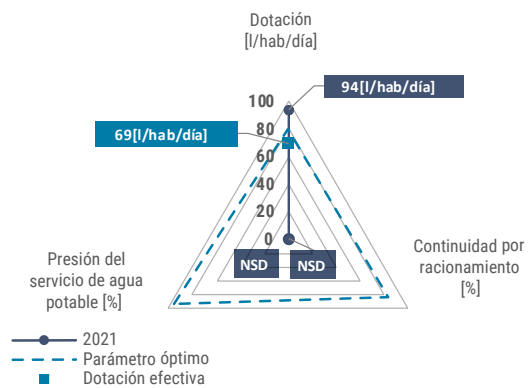 Dotación
[l/hab/día]
94[l/hab/día]
100
69[l/hab/día]
80
60
40
20
0
NSD
NSD
Presión del
servicio de agua
potable [%]
Continuidad por
racionamiento
[%]
2021
Parámetro óptimo
Dotación efectiva